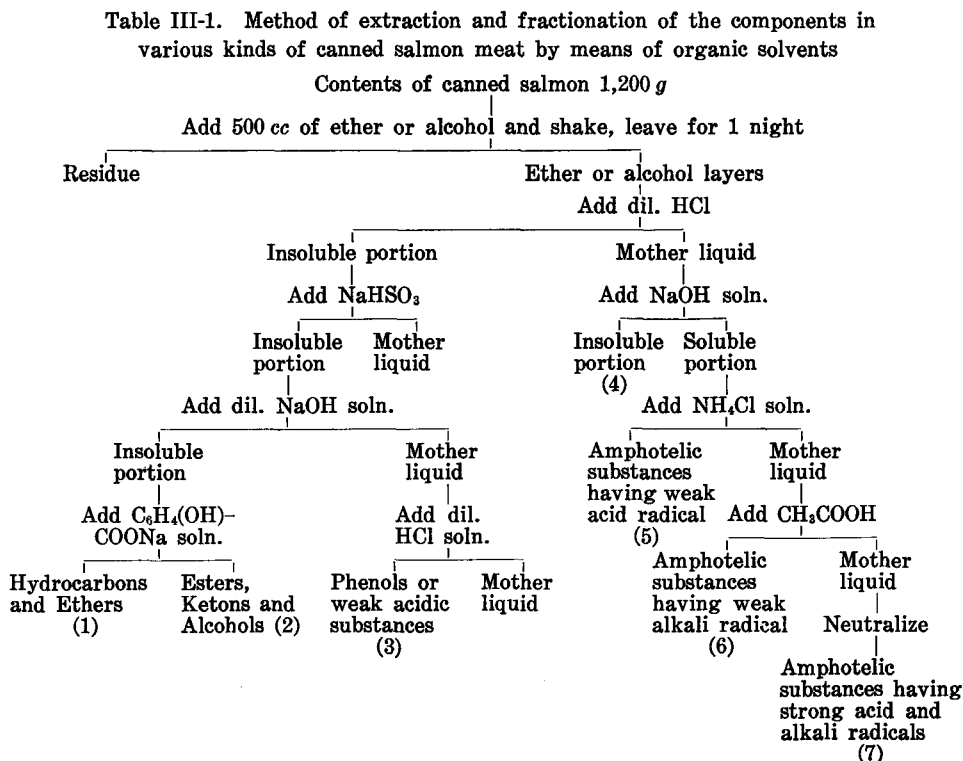 Table III-1. Method of extraction and fractionation of the components in
various kinds of canned salmon meat by means of organic solvents
Contents of canned salmon 1,200 g
Add 500 cc of ether or alcohol and shake, leave for 1 night
Residue
Ether or alcohol layers
Add dil. HCl
Insoluble portion
Mother liquid
Add NaHSO₃
Add NaOH soln.
Insoluble
portion
Mother
liquid
Insoluble
portion
(4)
Soluble
portion
Add dil. NaOH soln.
Add NH₄Cl soln.
Insoluble
portion
Mother
liquid
Amphotelic
substances
having weak
acid radical
(5)
Mother
liquid
Add C₆H₄(OH)–
COONa soln.
Add dil.
HCl soln.
Add CH₃COOH
Hydrocarbons
and Ethers
(1)
Esters,
Ketons and
Alcohols (2)
Phenols or
weak acidic
substances
(3)
Mother
liquid
Amphotelic
substances
having weak
alkali radical
(6)
Mother
liquid
Neutralize
Amphotelic
substances having
strong acid and
alkali radicals
(7)